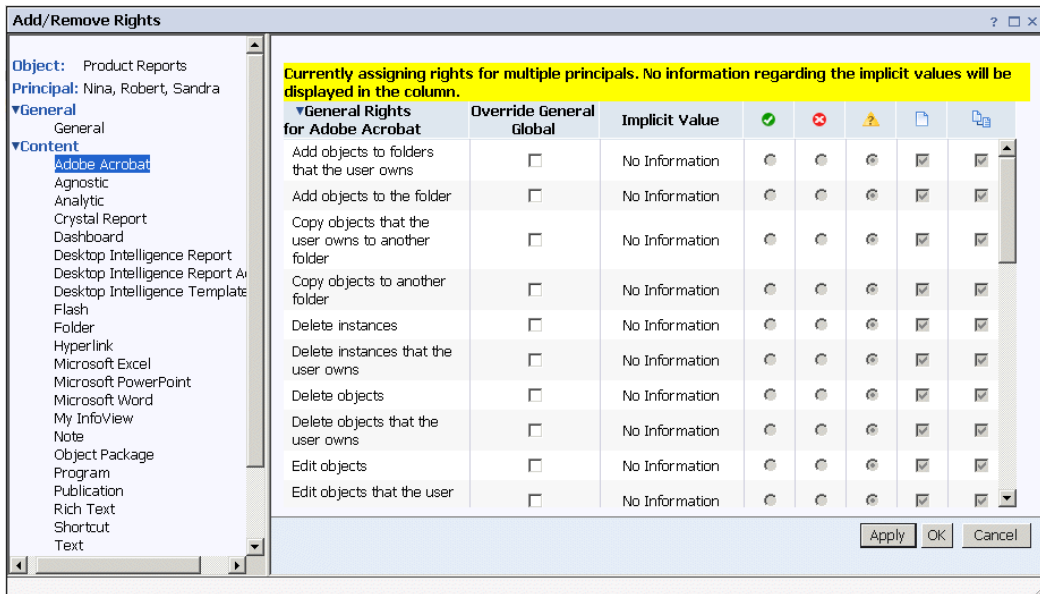 Add/Remove Rights
Object: Product Reports
Principal: Nina, Robert, Sandra
General
General
Content
Adobe Acrobat
Agnostic
Analytic
Crystal Report
Dashboard
Desktop Intelligence Report
Desktop Intelligence Report A
Desktop Intelligence Template
Flash
Folder
Hyperlink
Microsoft Excel
Microsoft PowerPoint
Microsoft Word
My InfoView
Note
Object Package
Program
Publication
Rich Text
Shortcut
Text
Currently assigning rights for multiple principals. No information regarding the implicit values will be
displayed in the column.
General Rights
for Adobe Acrobat
Override General
Global
Implicit Value
Add objects to folders
that the user owns
No Information
Add objects to the folder
No Information
Copy objects that the
user owns to another
folder
No Information
Copy objects to another
folder
No Information
Delete instances
No Information
Delete instances that the
user owns
No Information
Delete objects
No Information
Delete objects that the
user owns
No Information
Edit objects
No Information
Edit objects that the user
No Information
Apply
OK
Cancel